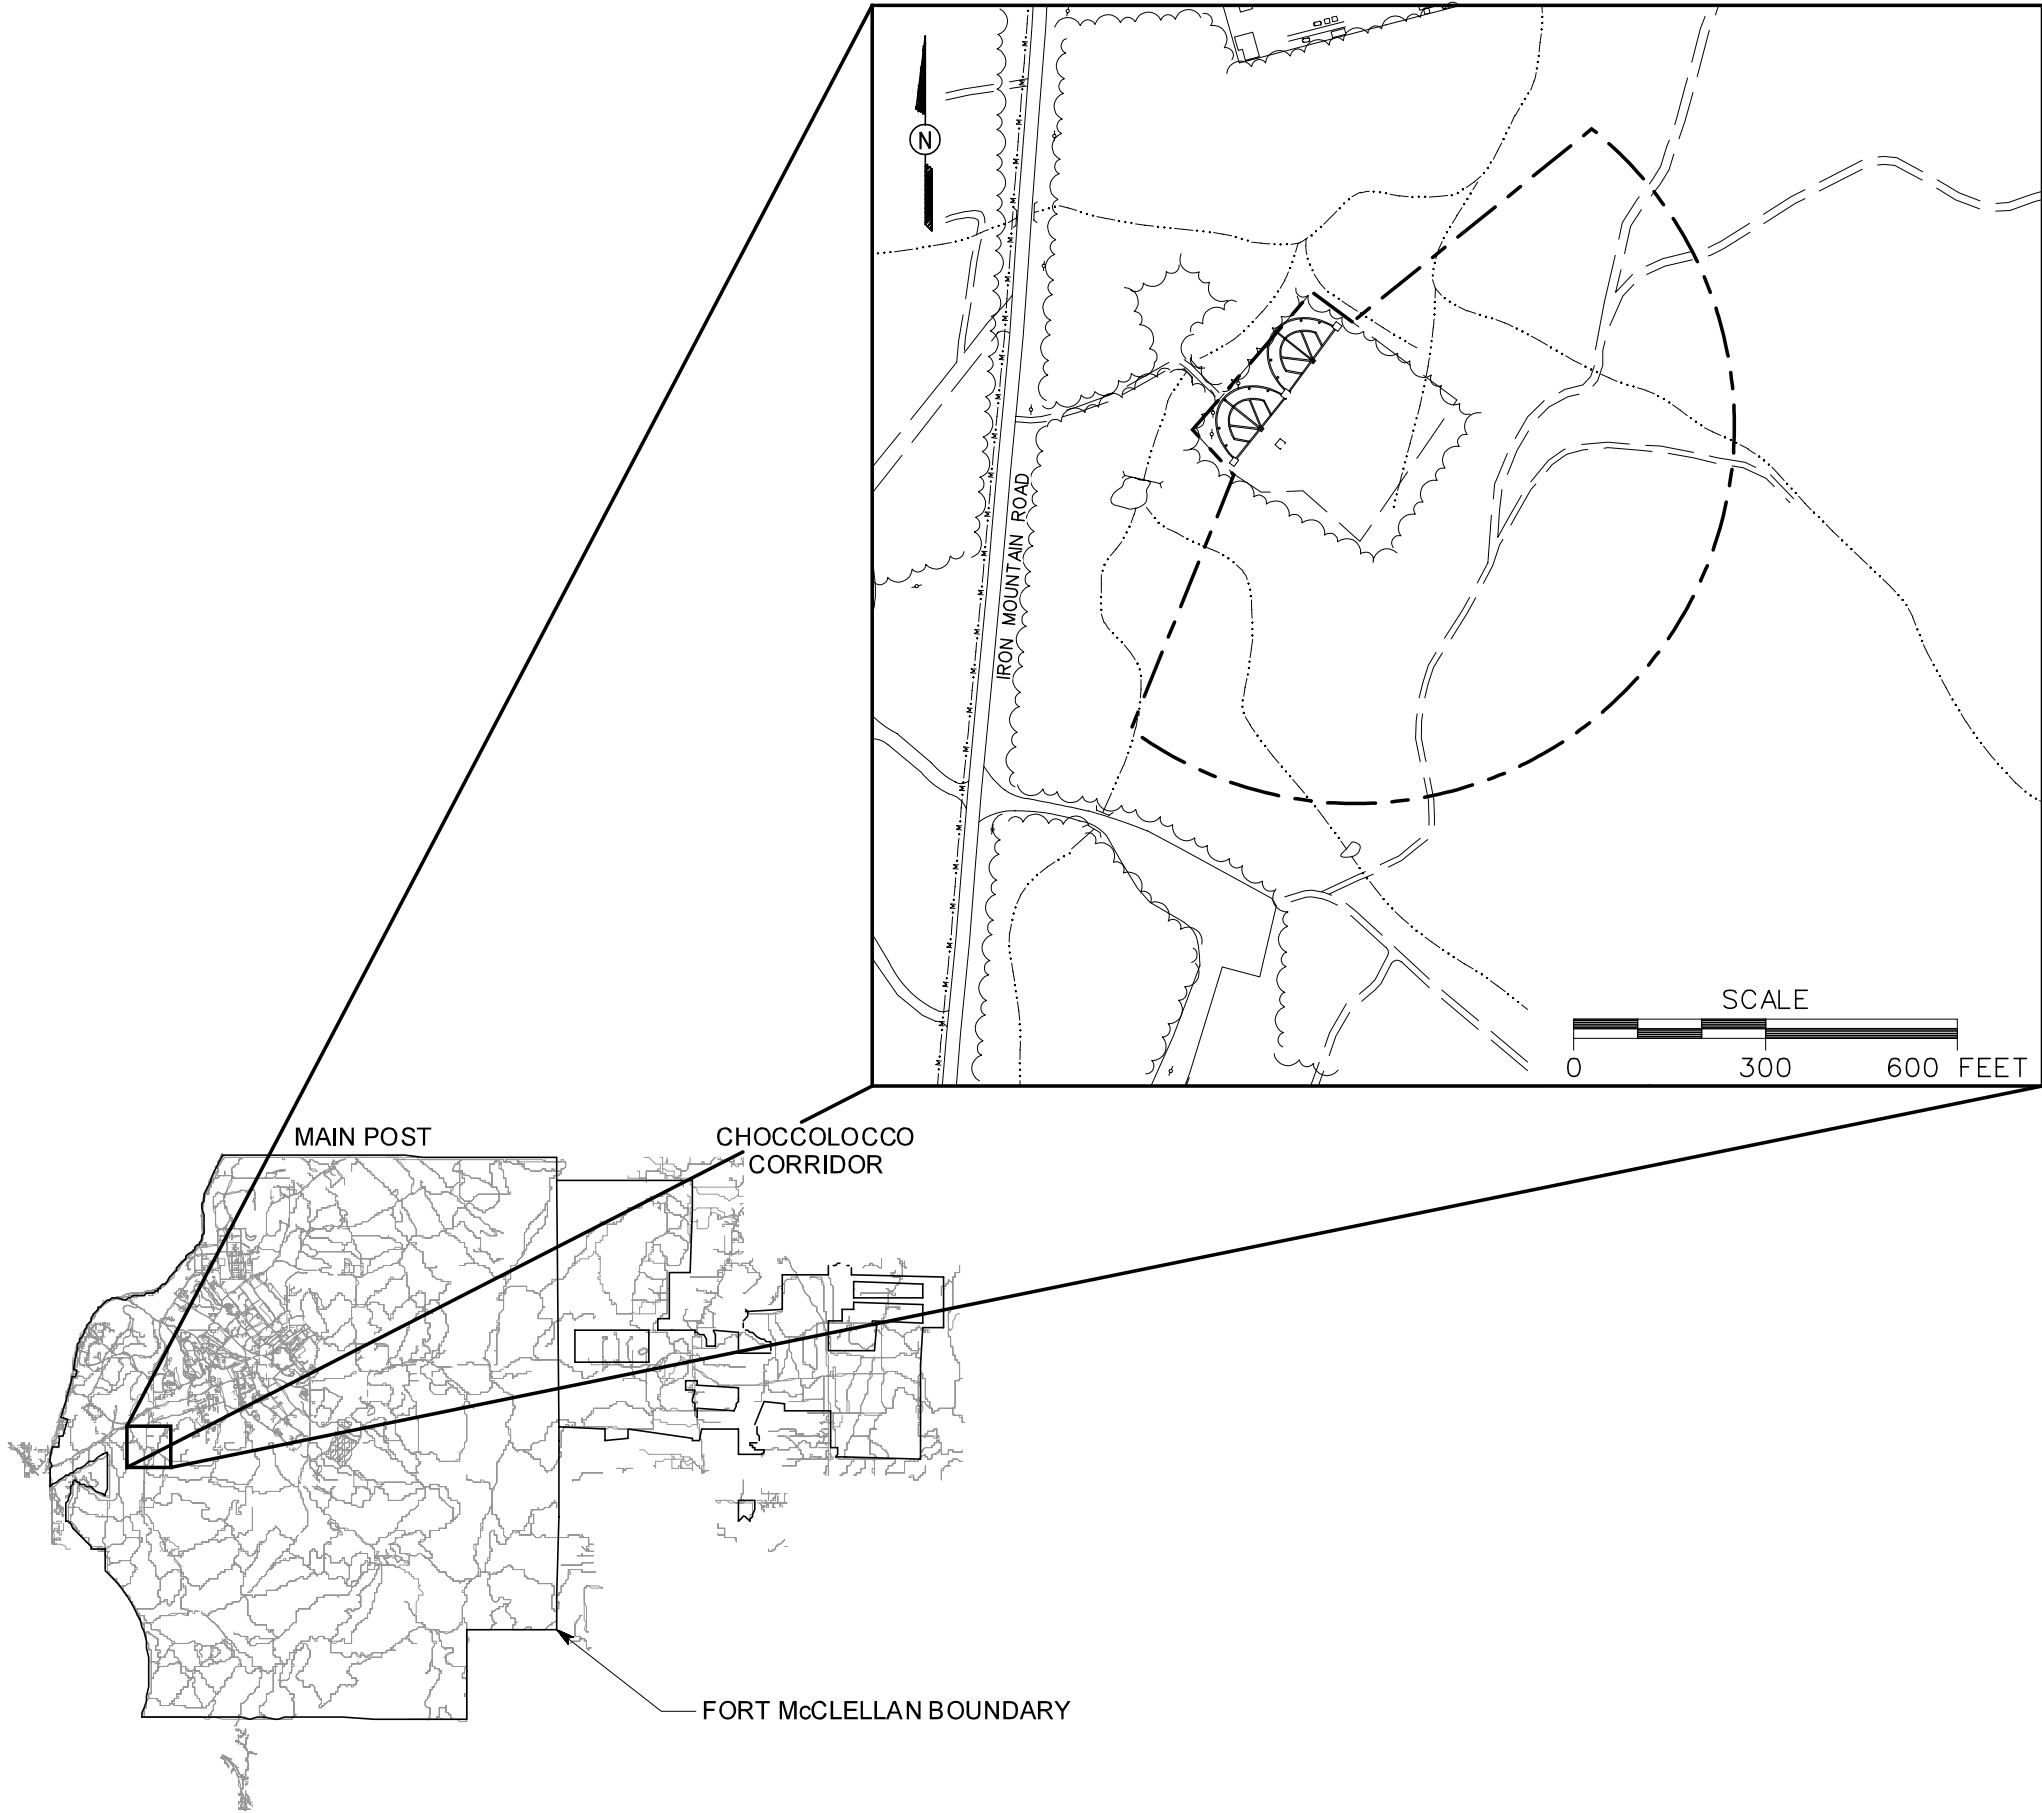 N
IRON MOUNTAIN ROAD
SCALE
0 300 600 FEET
MAIN POST
CHOCCOLOCCO
CORRIDOR
FORT McCLELLAN BOUNDARY